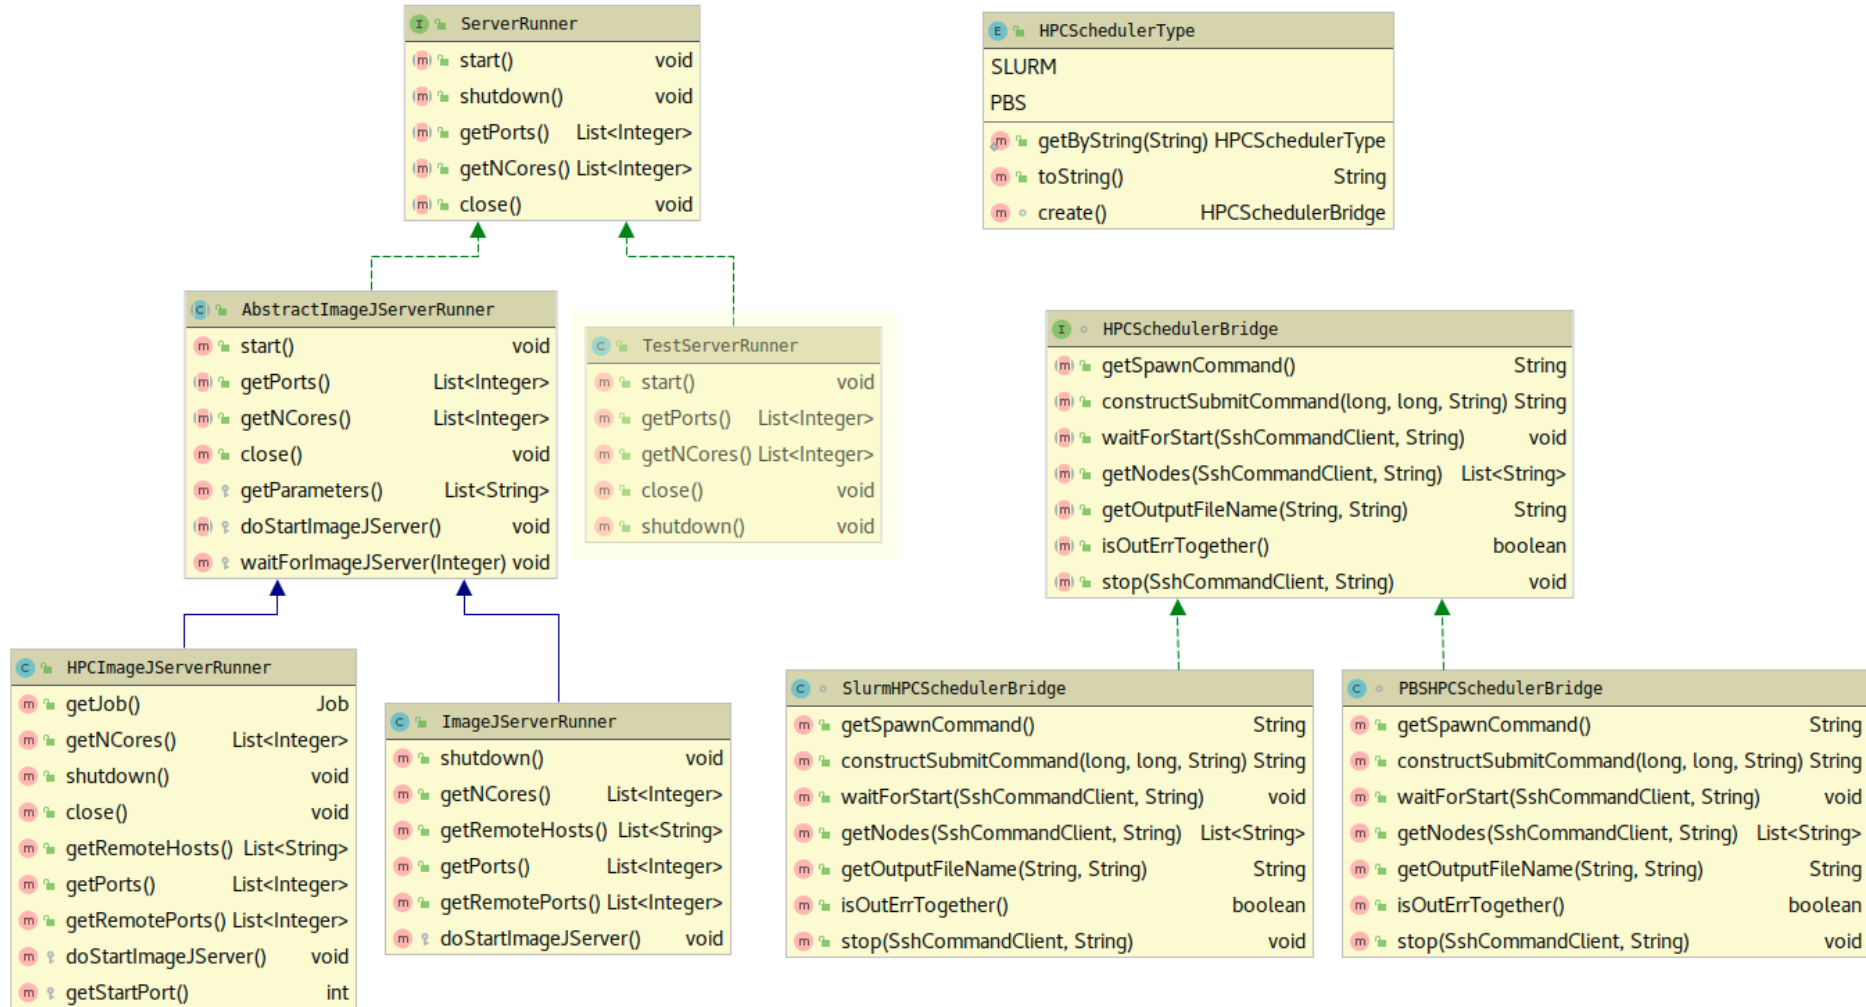 ServerRunner
start() void
shutdown() void
getPorts() List<Integer>
getNCores() List<Integer>
close() void
HPCSchedulerType
SLURM
PBS
getByString(String) HPCSchedulerType
toString() String
create() HPCSchedulerBridge
AbstractImageJServerRunner
start() void
getPorts() List<Integer>
getNCores() List<Integer>
close() void
getParameters() List<String>
doStartImageJServer() void
waitForImageJServer(Integer) void
TestServerRunner
start() void
getPorts() List<Integer>
getNCores() List<Integer>
close() void
shutdown() void
HPCSchedulerBridge
getSpawnCommand() String
constructSubmitCommand(long, long, String) String
waitForStart(SshCommandClient, String) void
getNodes(SshCommandClient, String) List<String>
getOutputFileName(String, String) String
isOutErrTogether() boolean
stop(SshCommandClient, String) void
HPCImageJServerRunner
getJob() Job
getNCores() List<Integer>
shutdown() void
close() void
getRemoteHosts() List<String>
getPorts() List<Integer>
getRemotePorts() List<Integer>
doStartImageJServer() void
getStartPort() int
ImageJServerRunner
shutdown() void
getNCores() List<Integer>
getRemoteHosts() List<String>
getPorts() List<Integer>
getRemotePorts() List<Integer>
doStartImageJServer() void
SlurmHPCSchedulerBridge
getSpawnCommand() String
constructSubmitCommand(long, long, String) String
waitForStart(SshCommandClient, String) void
getNodes(SshCommandClient, String) List<String>
getOutputFileName(String, String) String
isOutErrTogether() boolean
stop(SshCommandClient, String) void
PBSHPCSchedulerBridge
getSpawnCommand() String
constructSubmitCommand(long, long, String) String
waitForStart(SshCommandClient, String) void
getNodes(SshCommandClient, String) List<String>
getOutputFileName(String, String) String
isOutErrTogether() boolean
stop(SshCommandClient, String) void